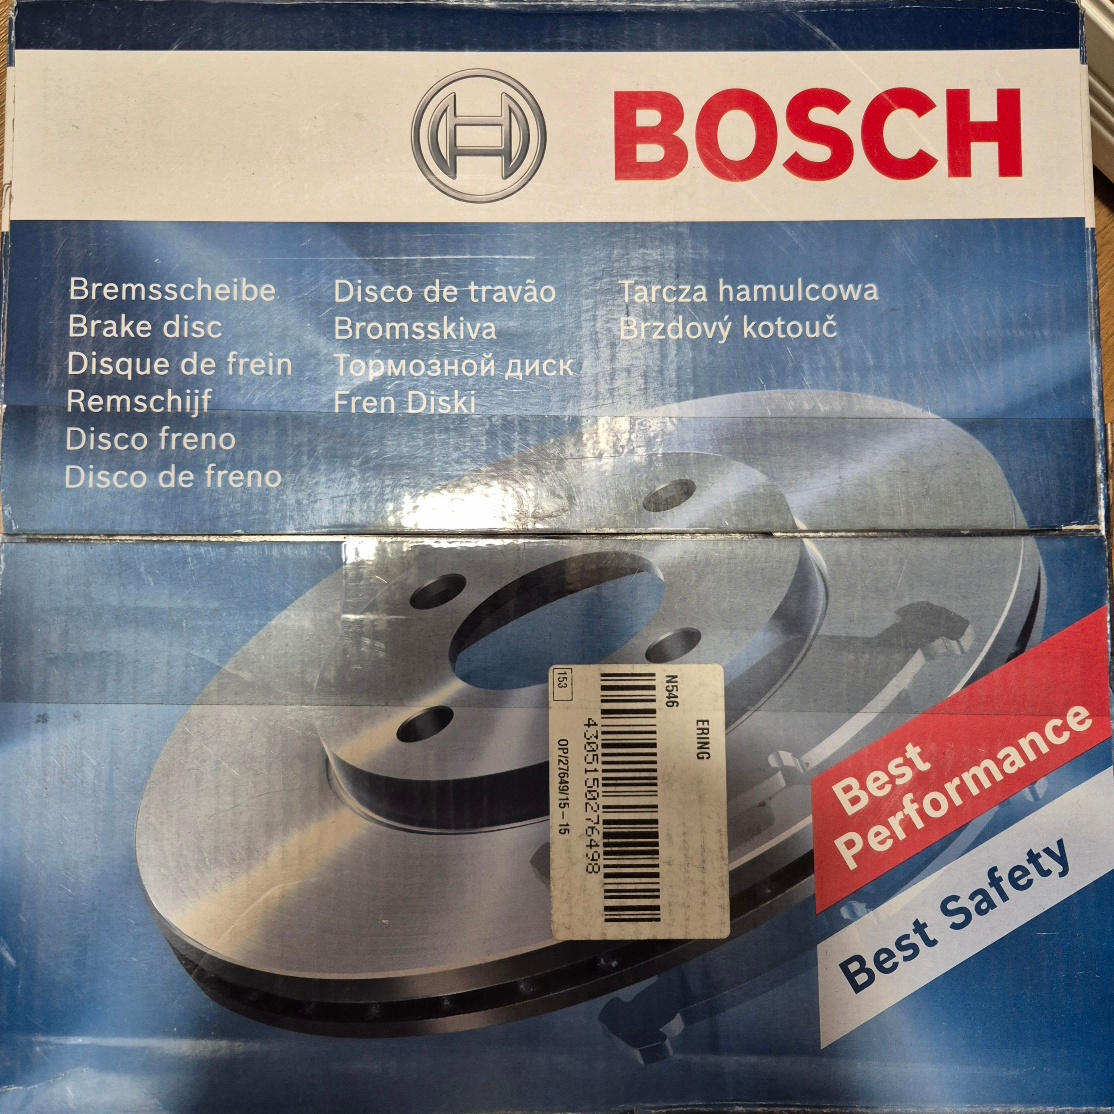 BOSCH
Bremsscheibe
Brake disc
Disque de frein
Remschijf
Disco freno
Disco de freno
Disco de travão
Bromsskiva
Тормозной диск
Fren Diski
Tarcza hamulcowa
Brzdový kotouč
N546
ERING
153
4305150276498
OP/27649/15-15
Best
Performance
Best Safety